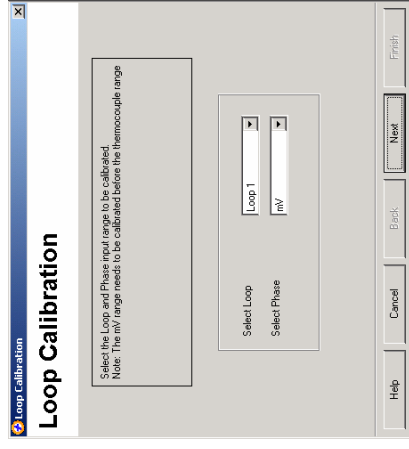 Loop Calibration
Loop Calibration
Select the Loop and Phase input range to be calibrated.
Note: The mV range needs to be calibrated before the thermocouple range
Select Loop
Loop 1
Select Phase
mV
Help
Cancel
Back
Next
Finish